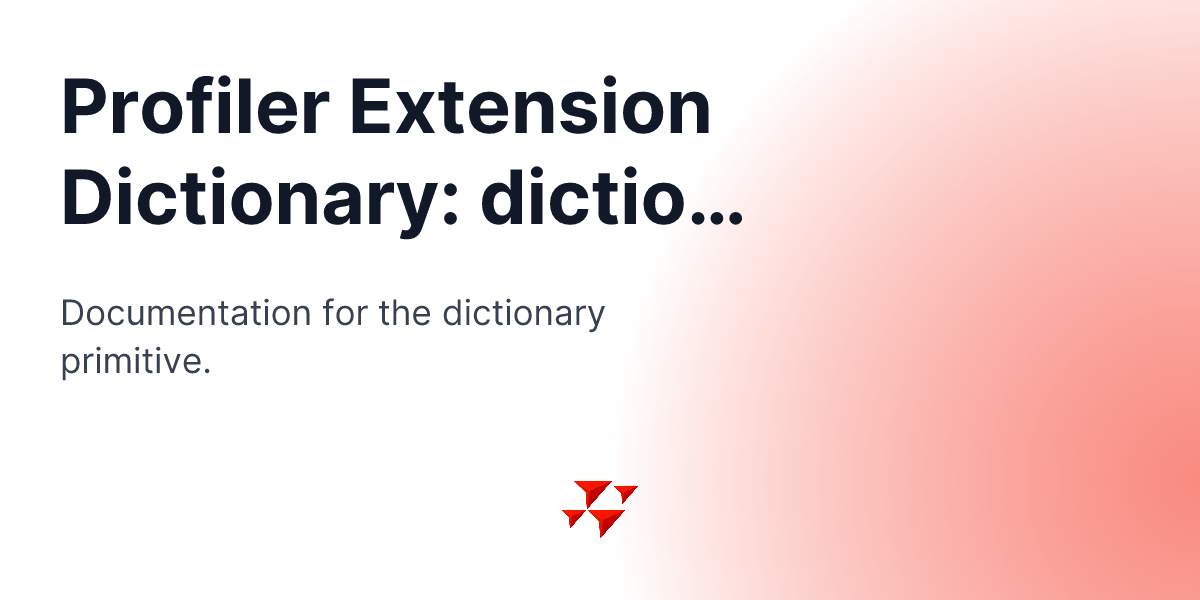 Profiler Extension
Dictionary: dictio…
Documentation for the dictionary
primitive.